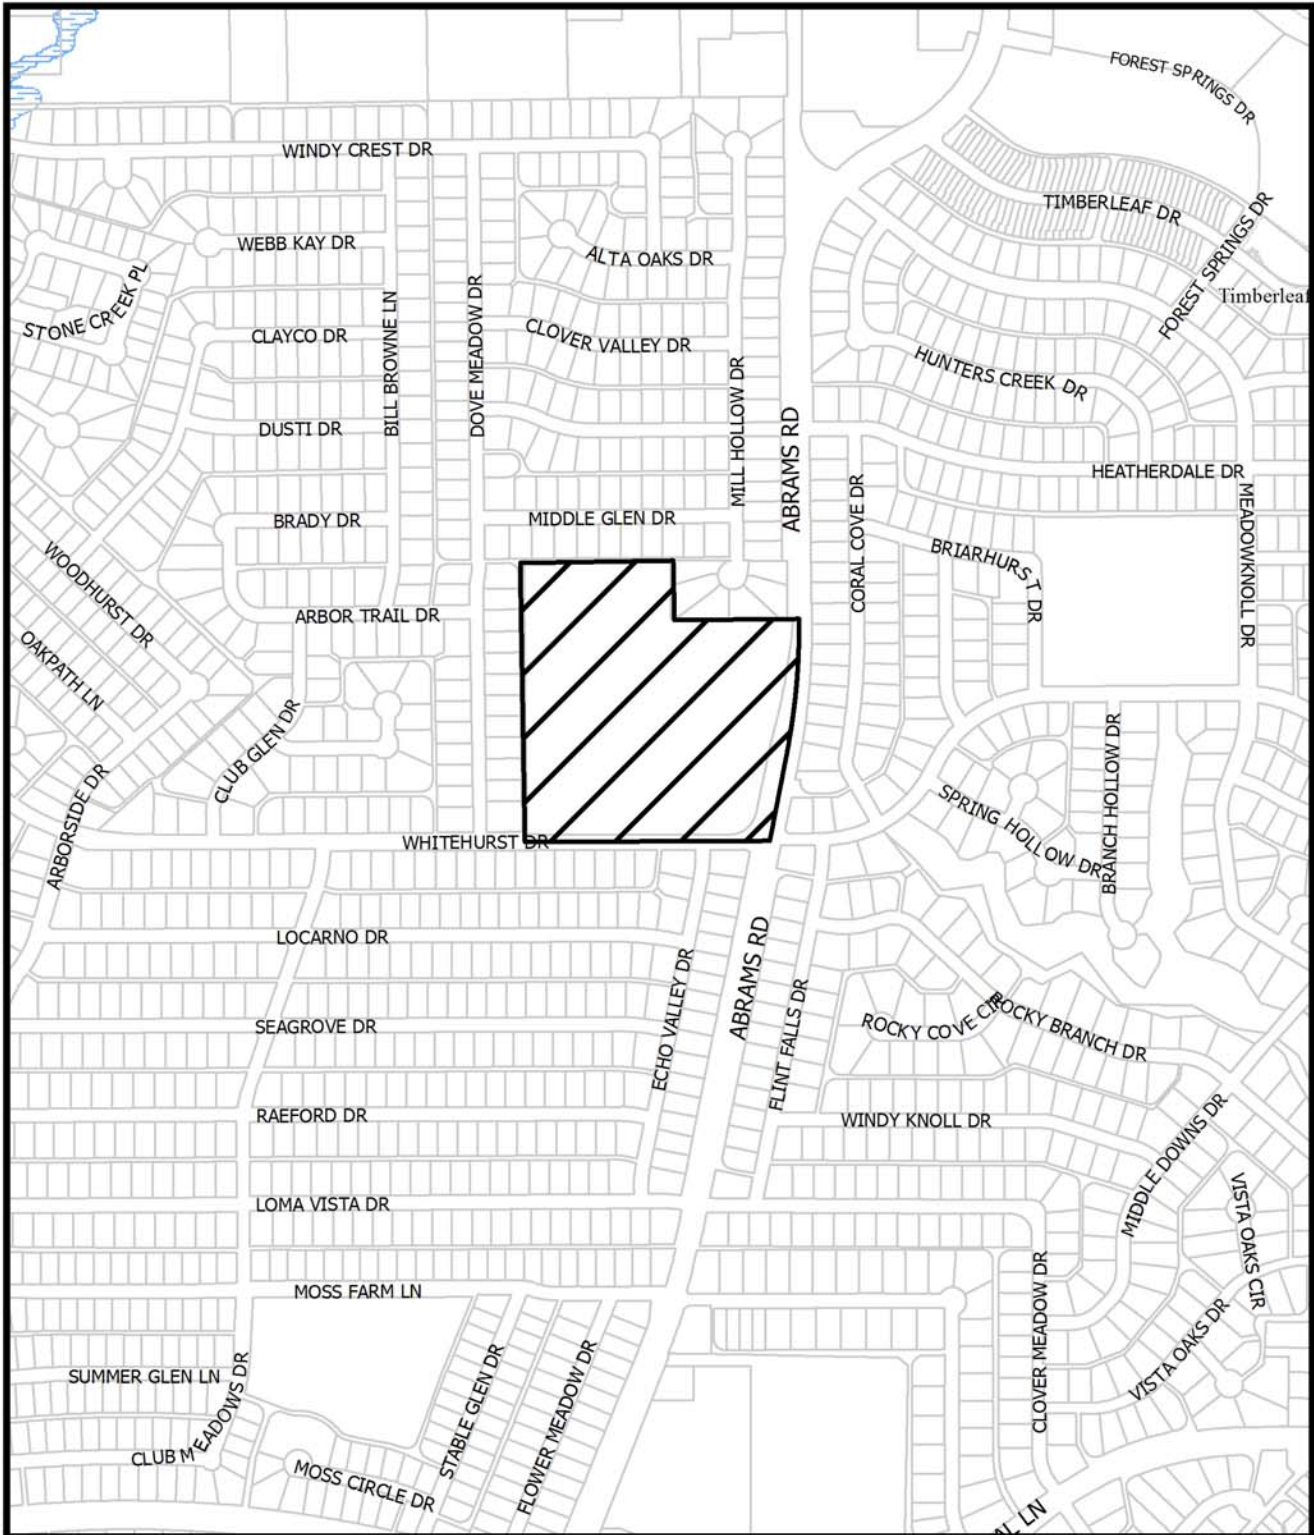 FOREST SPRINGS DR
WINDY CREST DR
TIMBERLEAF DR
WEBB KAY DR
ALTA OAKS DR
FOREST SPRINGS DR
Timberleaf
STONE CREEK PL
CLAYCO DR
BILL BROWNE LN
DOVE MEADOW DR
CLOVER VALLEY DR
MILL HOLLOW DR
HUNTERS CREEK DR
DUSTI DR
ABRAMS RD
HEATHERDALE DR
BRADY DR
MIDDLE GLEN DR
CORAL COVE DR
BRIARHURST DR
MEADOWKNOLL DR
WOODHURST DR
ARBOR TRAIL DR
OAKPATH LN
CLUB GLEN DR
BRANCH HOLLOW DR
SPRING HOLLOW DR
ARBORSIDE DR
WHITEHURST DR
LOCARNO DR
ECHO VALLEY DR
ABRAMS RD
FLINT FALLS DR
SEAGROVE DR
ROCKY COVE CIR
ROCKY BRANCH DR
RAEFORD DR
WINDY KNOLL DR
MIDDLE DOWNS DR
LOMA VISTA DR
VISTA OAKS CIR
MOSS FARM LN
CLOVER MEADOW DR
VISTA OAKS DR
SUMMER GLEN LN
CLUB MEADOWS DR
STABLE GLEN DR
FLOWER MEADOW DR
MOSS CIRCLE DR
AL LN